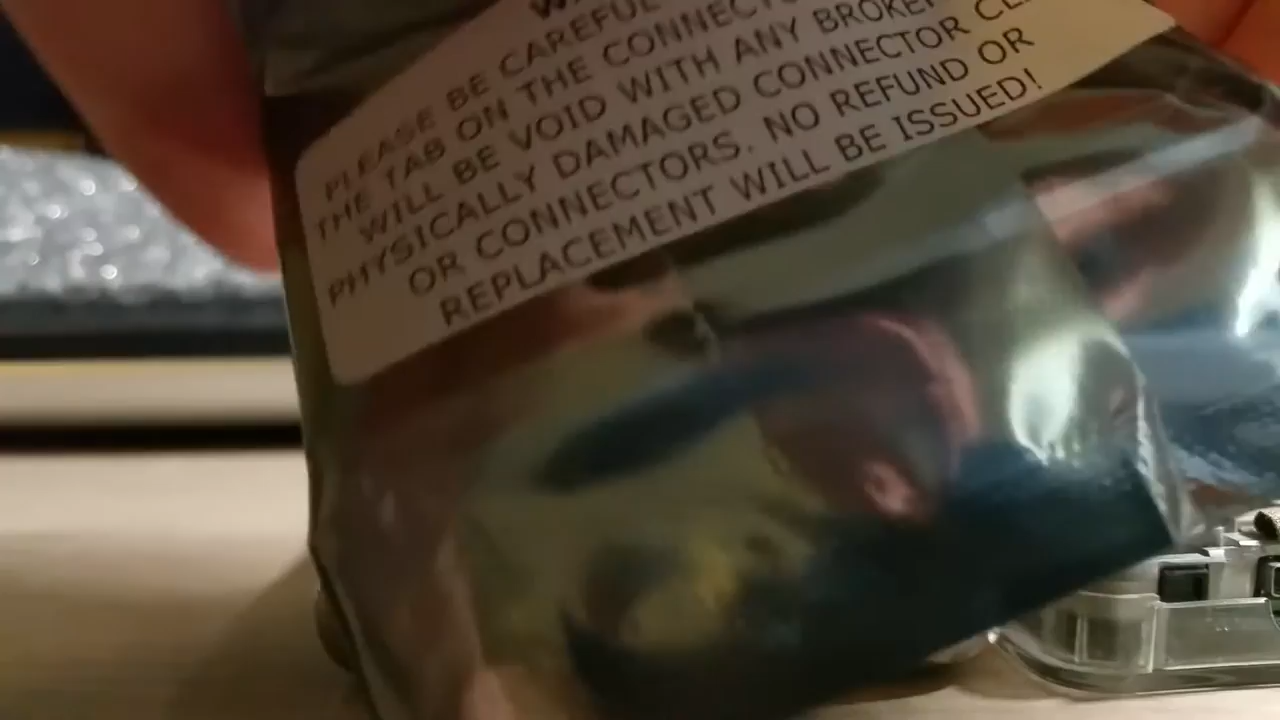 PLEASE BE CAREFUL
THE TAB ON THE CONNECT
WILL BE VOID WITH ANY BROKE
PHYSICALLY DAMAGED CONNECTOR
OR CONNECTORS. NO REFUND OR
REPLACEMENT WILL BE ISSUED!